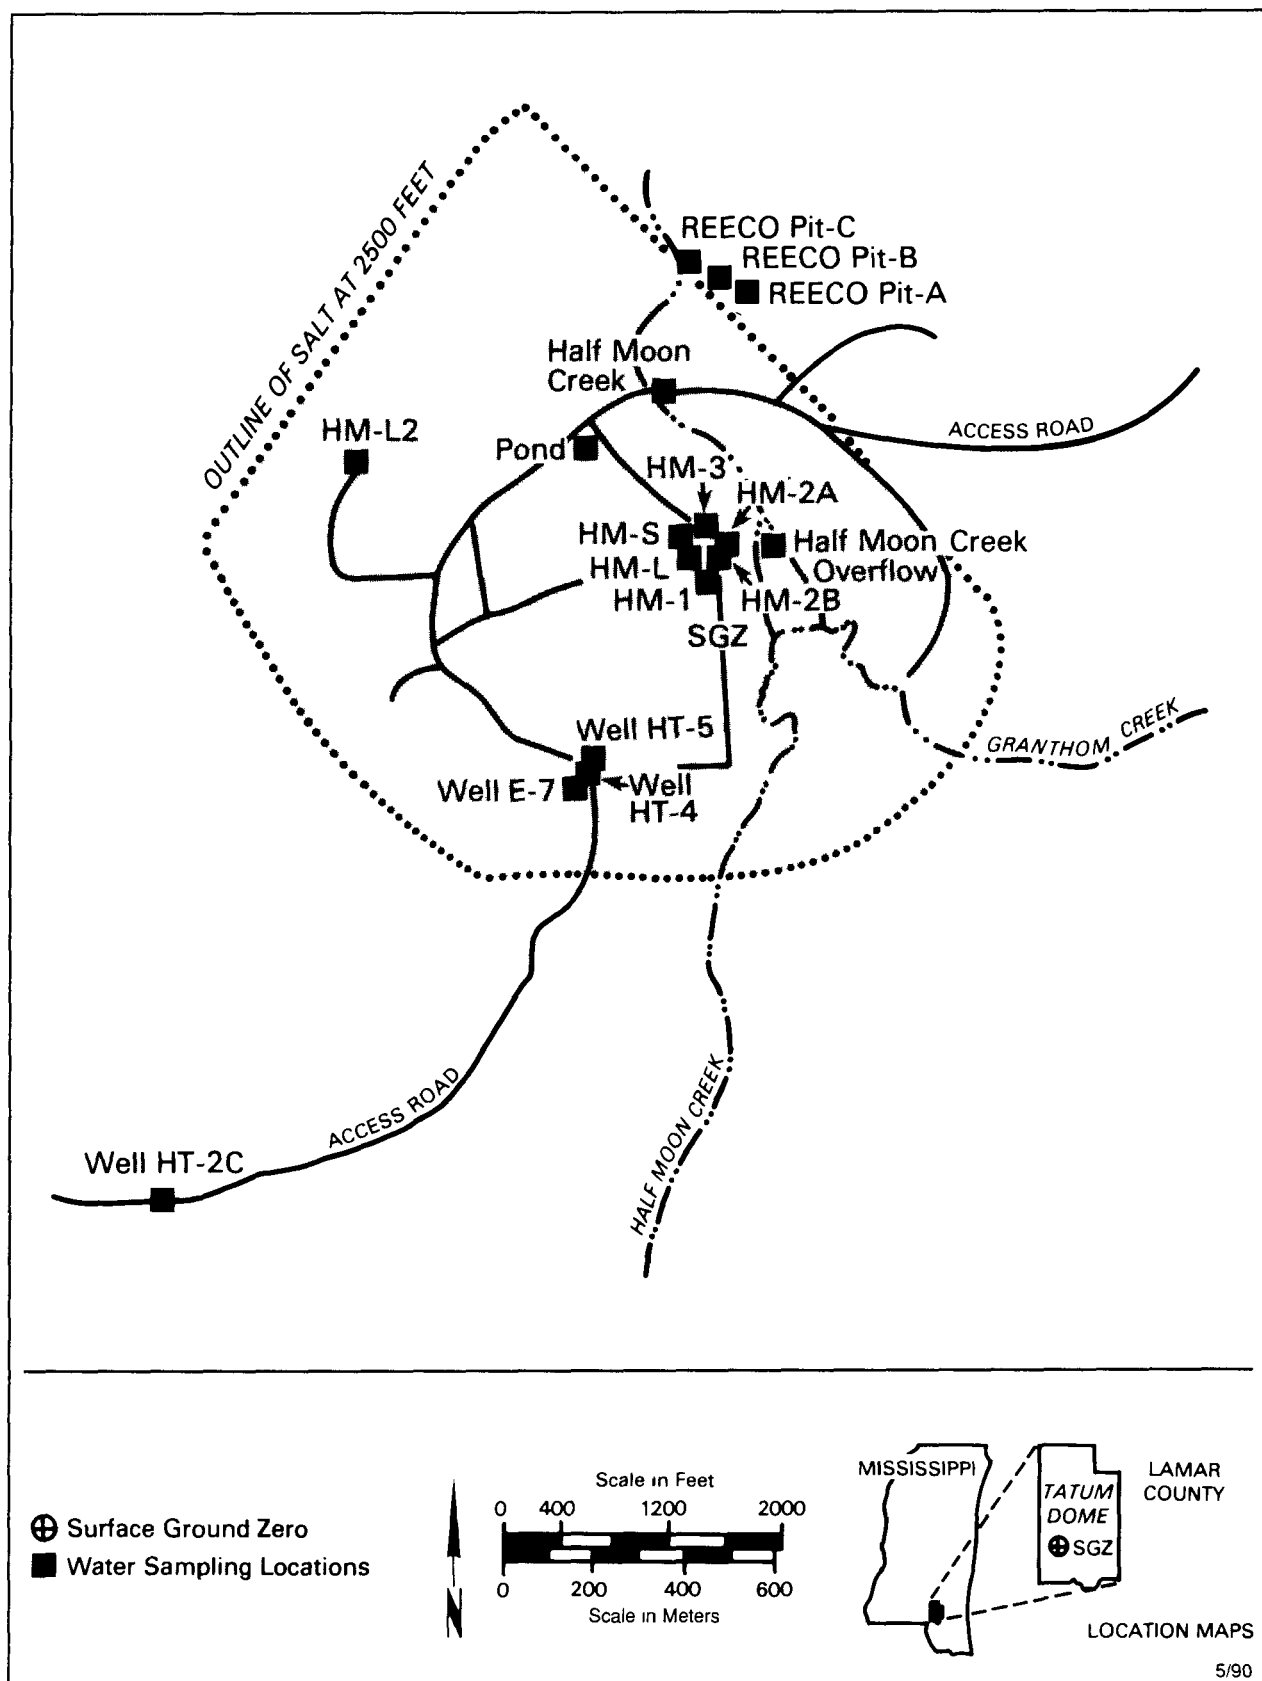 REECO Pit-C
REECO Pit-B
REECO Pit-A
OUTLINE OF SALT AT 2500 FEET
Half Moon
Creek
HM-L2
Pond
ACCESS ROAD
HM-3
HM-2A
HM-S
Half Moon Creek
Overflow
HM-L
HM-1
HM-2B
SGZ
Well HT-5
GRANTHOM CREEK
Well E-7
Well
HT-4
HALF MOON CREEK
ACCESS ROAD
Well HT-2C
Surface Ground Zero
Water Sampling Locations
N
Scale in Feet
0 400 1200 2000
0 200 400 600
Scale in Meters
MISSISSIPPI
TATUM
DOME
SGZ
LAMAR
COUNTY
LOCATION MAPS
5/90